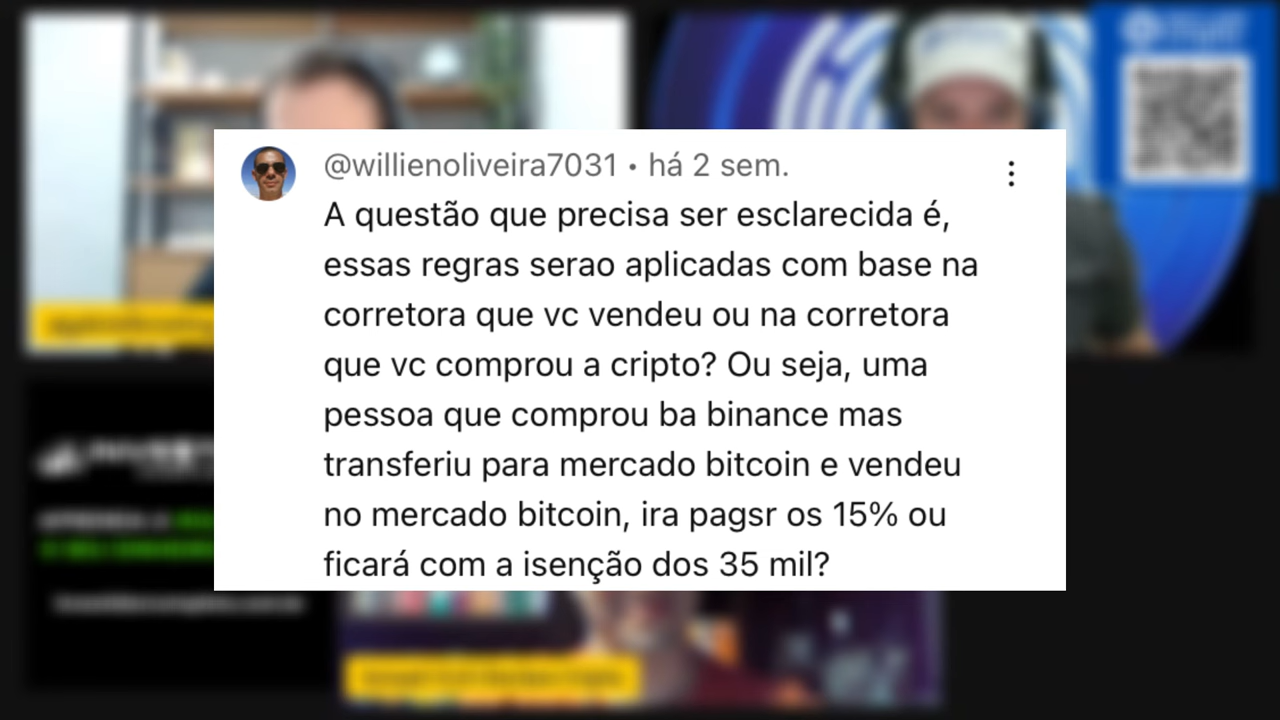 @willienoliveira7031 • há 2 sem.
A questão que precisa ser esclarecida é,
essas regras serao aplicadas com base na
corretora que vc vendeu ou na corretora
que vc comprou a cripto? Ou seja, uma
pessoa que comprou ba binance mas
transferiu para mercado bitcoin e vendeu
no mercado bitcoin, ira pagsr os 15% ou
ficará com a isenção dos 35 mil?